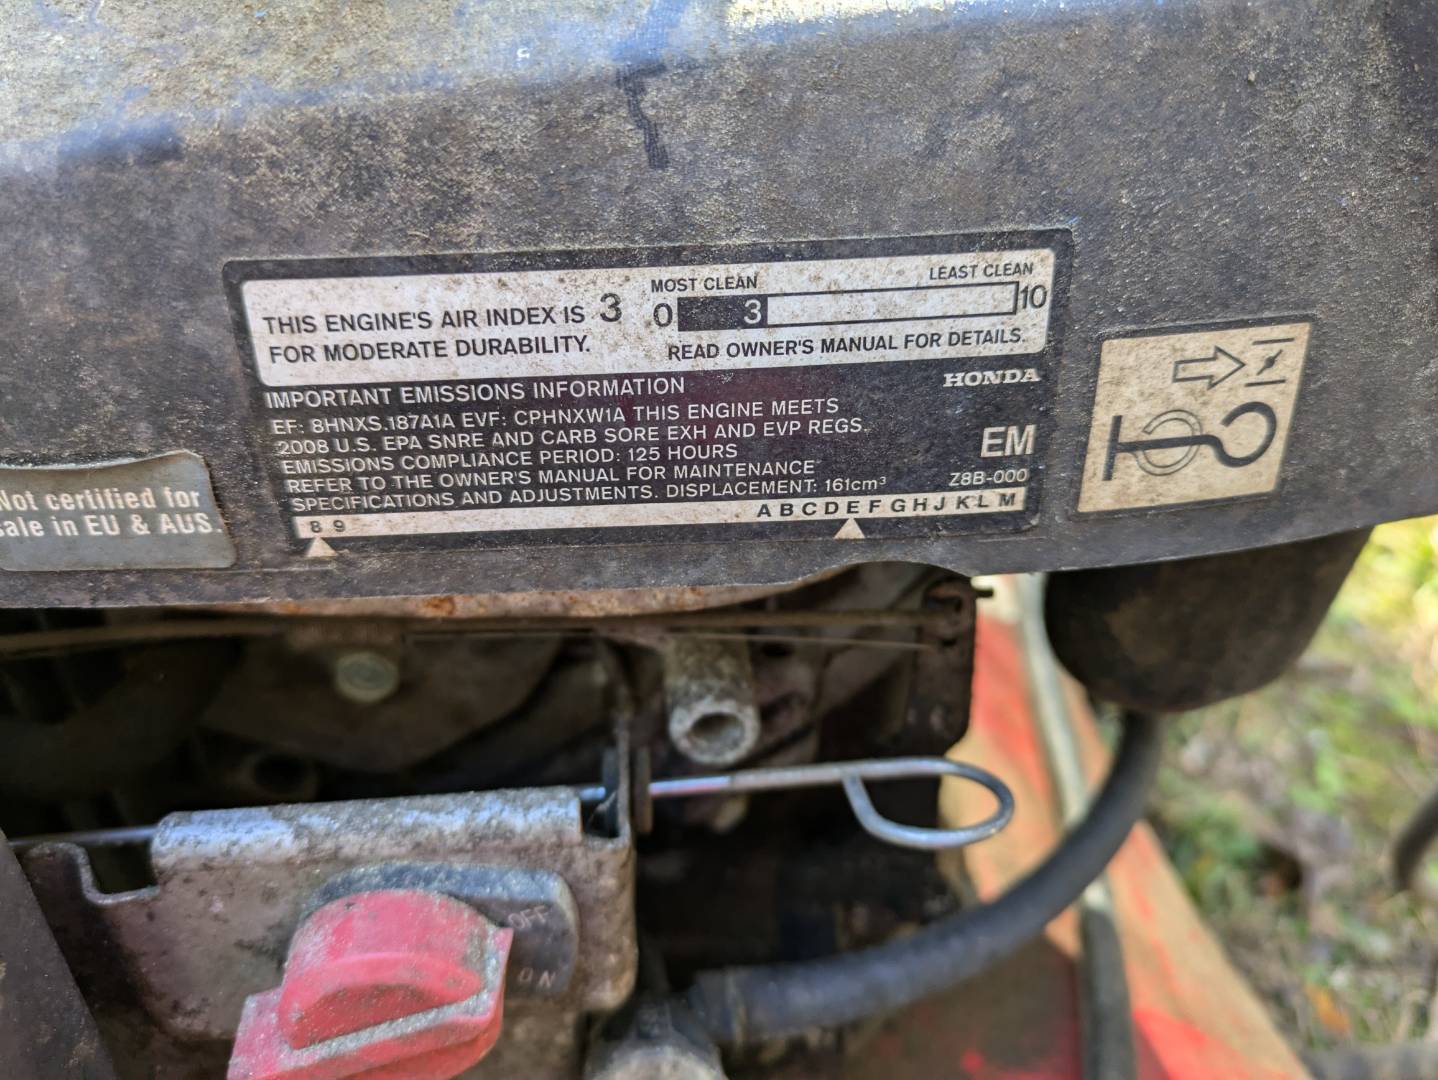 THIS ENGINE'S AIR INDEX IS 3
FOR MODERATE DURABILITY.
MOST CLEAN LEAST CLEAN
0 3 10
READ OWNER'S MANUAL FOR DETAILS.
IMPORTANT EMISSIONS INFORMATION
HONDA
EF: 8HNXS.187A1A EVF: CPHNXW1A THIS ENGINE MEETS
2008 U.S. EPA SNRE AND CARB SORE EXH AND EVP REGS.
EMISSIONS COMPLIANCE PERIOD: 125 HOURS
REFER TO THE OWNER'S MANUAL FOR MAINTENANCE
SPECIFICATIONS AND ADJUSTMENTS. DISPLACEMENT: 161cm³
EM
Z8B-000
8 9 A B C D E F G H J K L M
Not certified for
sale in EU & AUS.
OFF
ON